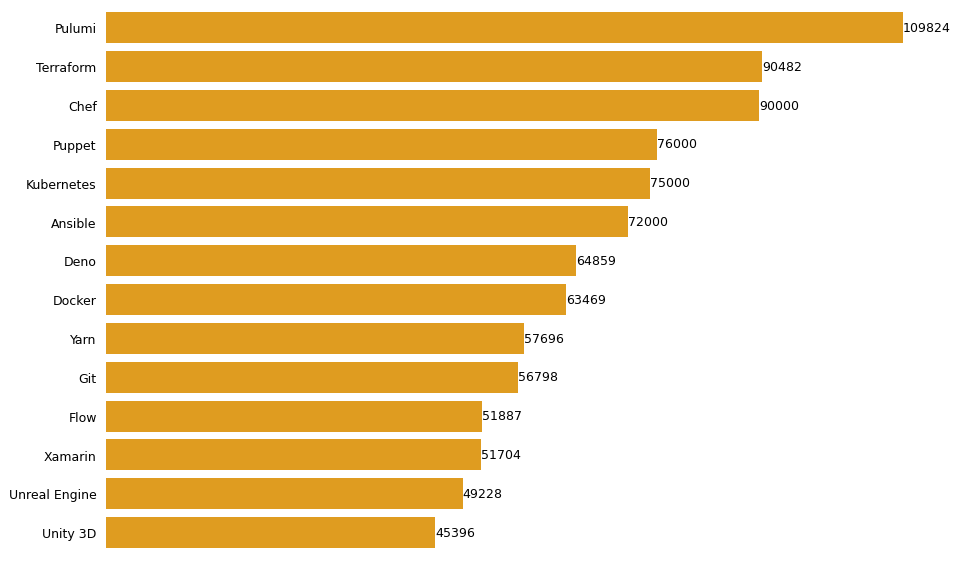 Pulumi 109824
Terraform 90482
Chef 90000
Puppet 76000
Kubernetes 75000
Ansible 72000
Deno 64859
Docker 63469
Yarn 57696
Git 56798
Flow 51887
Xamarin 51704
Unreal Engine 49228
Unity 3D 45396